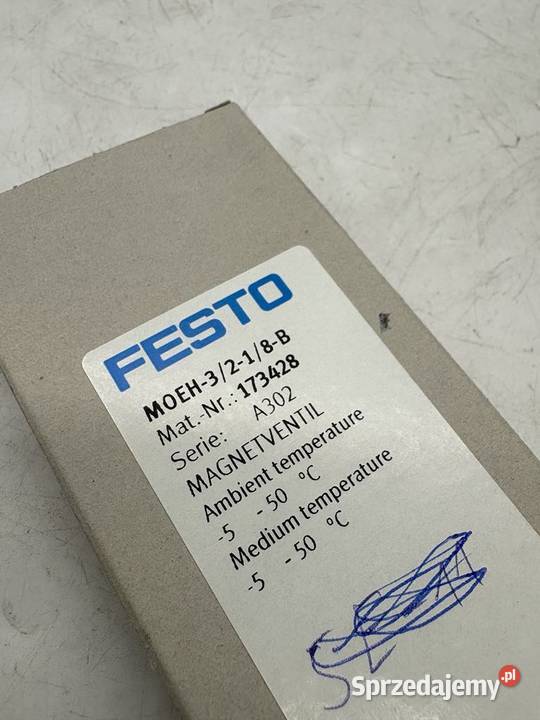 FESTO
MOEH-3/2-1/8-B
Mat.-Nr.: 173428
Serie: A302
MAGNETVENTIL
Ambient temperature
-5 -50 °C
Medium temperature
-5 -50 °C
Sprzedajemy.pl